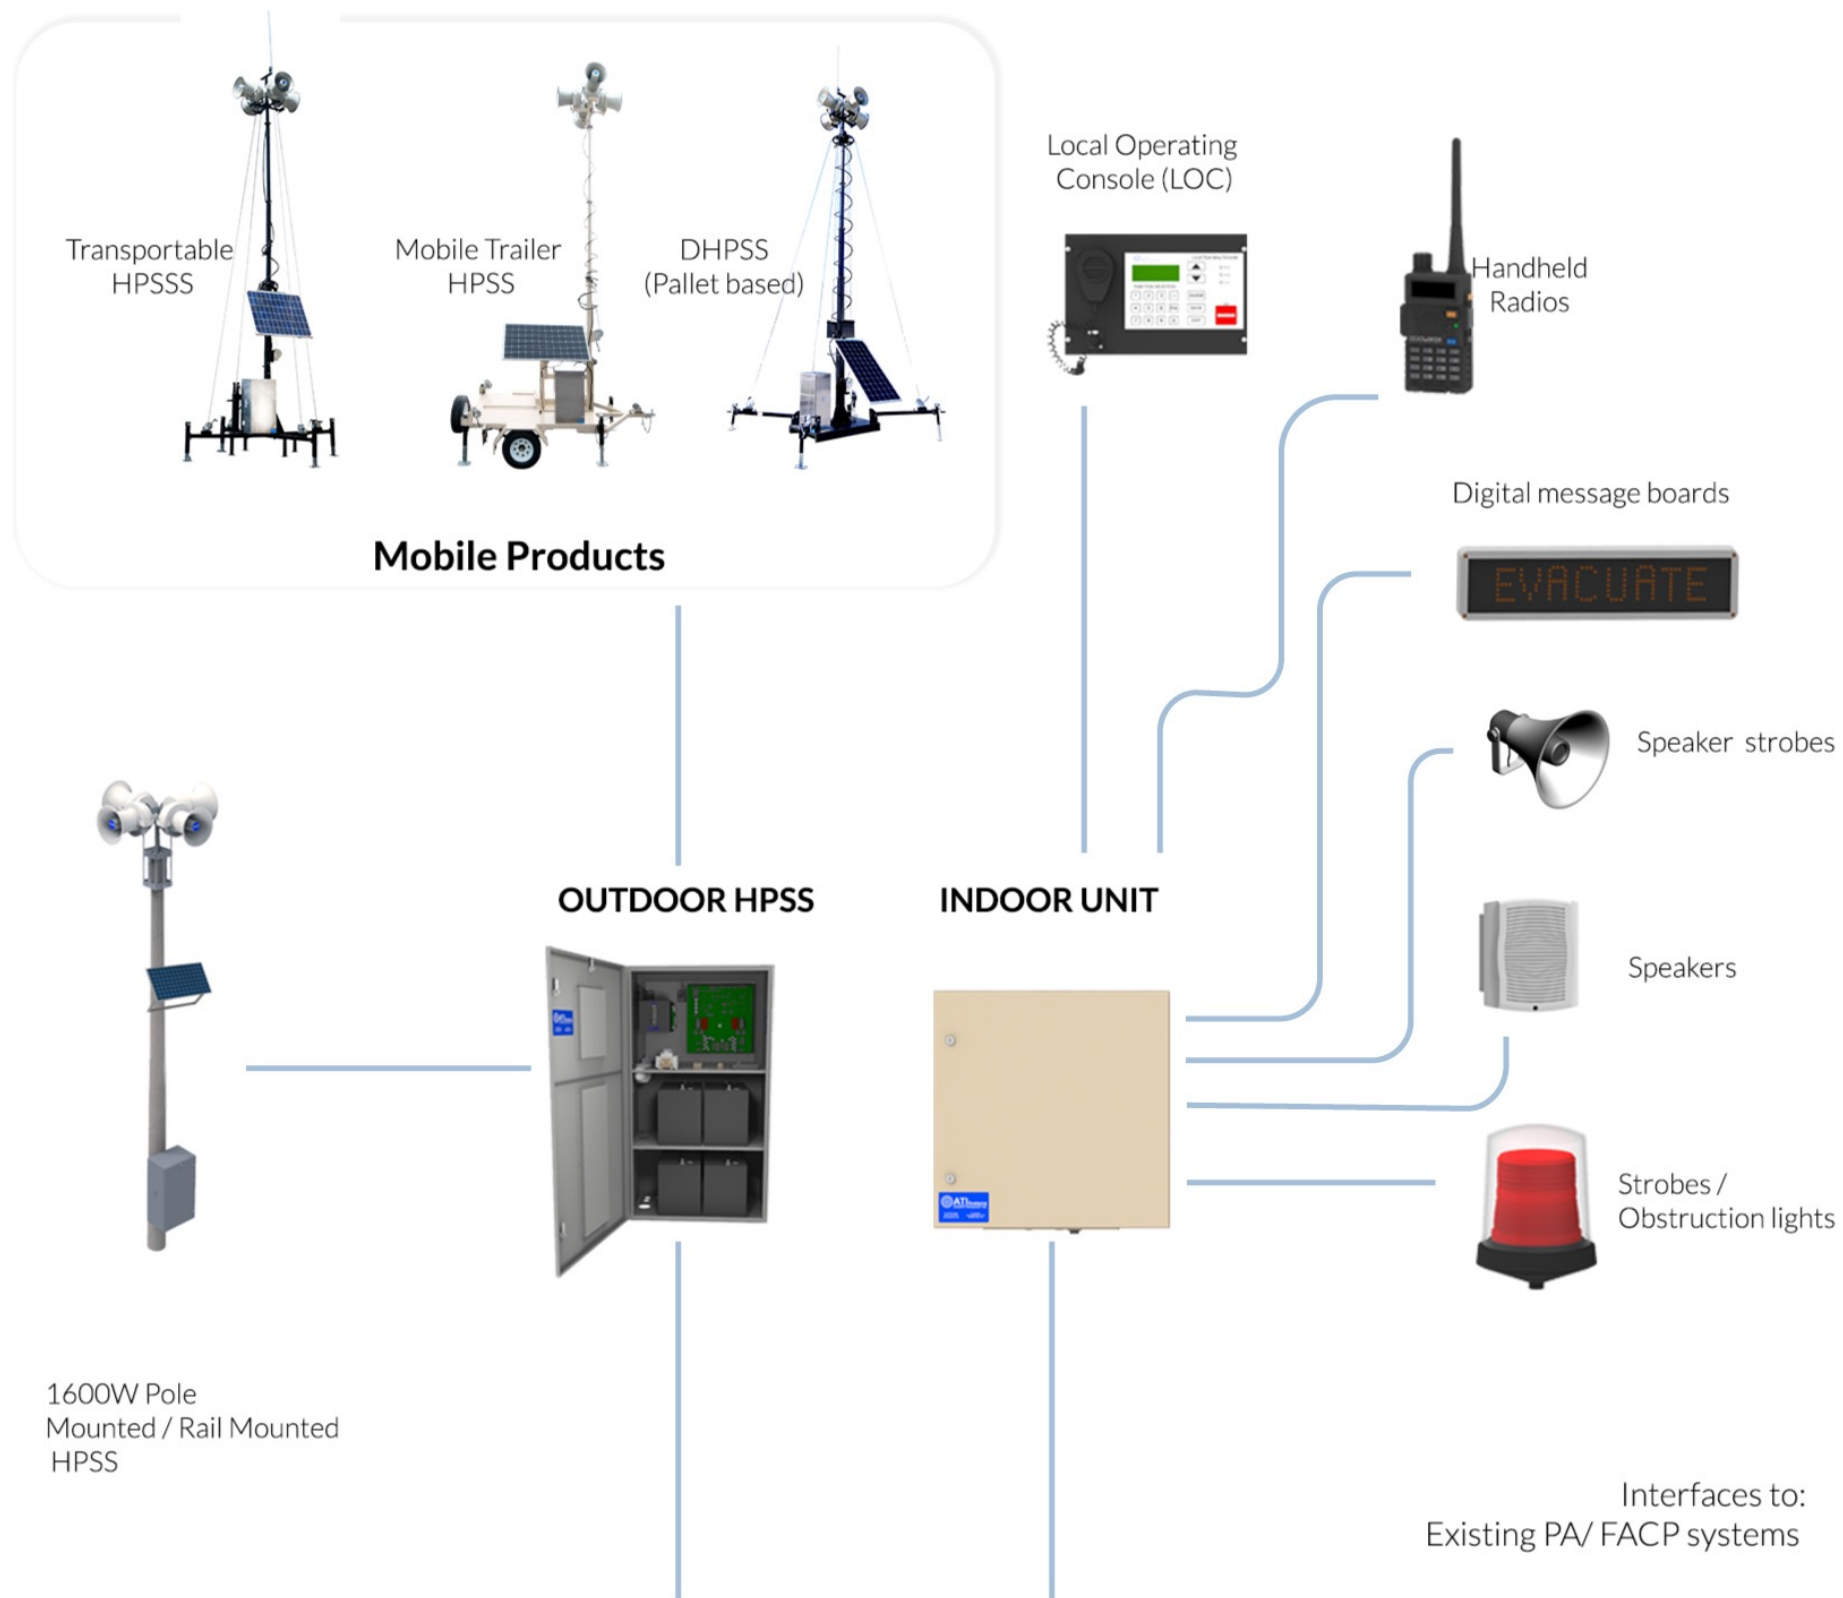 Transportable
HPSSS
Mobile Trailer
HPSS
DHPSS
(Pallet based)
Mobile Products
Local Operating
Console (LOC)
Handheld
Radios
Digital message boards
EVACUATE
Speaker strobes
OUTDOOR HPSS
INDOOR UNIT
Speakers
ATI
Strobes /
Obstruction lights
1600W Pole
Mounted / Rail Mounted
HPSS
Interfaces to:
Existing PA/ FACP systems